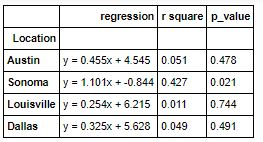 regression r square p_value
Location
Austin y = 0.455x + 4.545 0.051 0.478
Sonoma y = 1.101x + -0.844 0.427 0.021
Louisville y = 0.254x + 6.215 0.011 0.744
Dallas y = 0.325x + 5.628 0.049 0.491